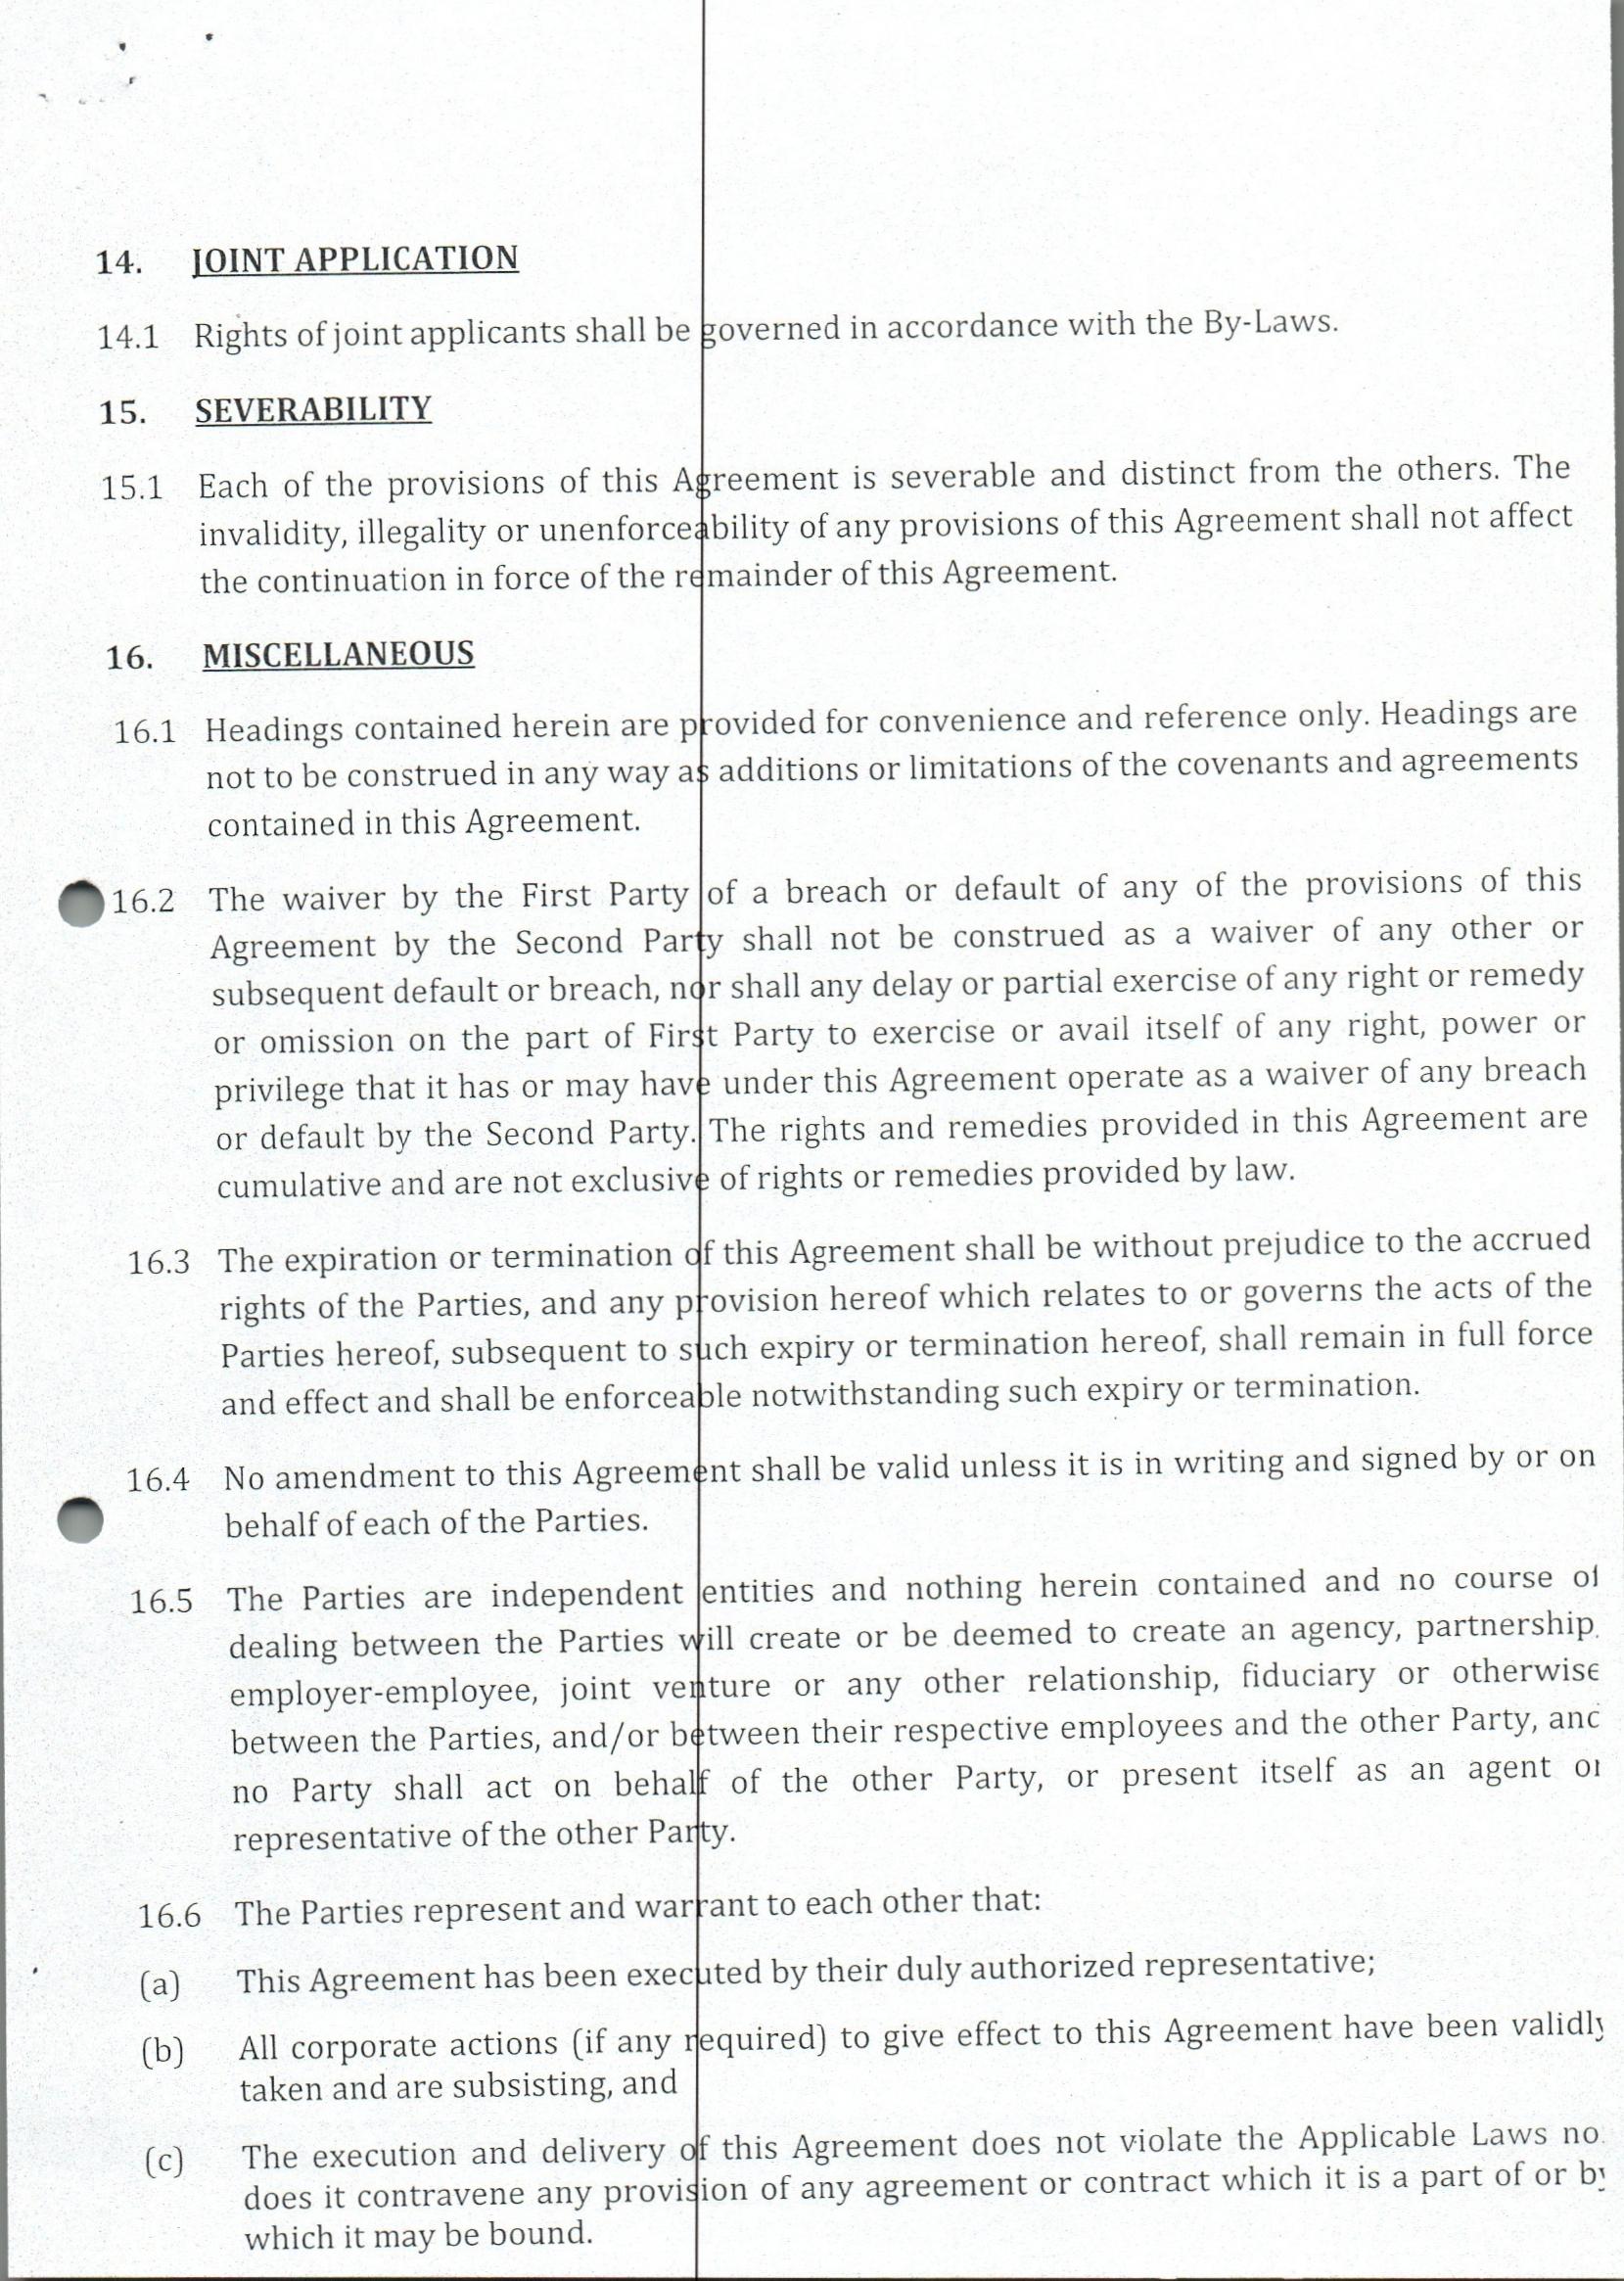 14. JOINT APPLICATION
14.1 Rights of joint applicants shall be governed in accordance with the By-Laws.
15. SEVERABILITY
15.1 Each of the provisions of this Agreement is severable and distinct from the others. The
invalidity, illegality or unenforceability of any provisions of this Agreement shall not affect
the continuation in force of the remainder of this Agreement.
16. MISCELLANEOUS
16.1 Headings contained herein are provided for convenience and reference only. Headings are
not to be construed in any way as additions or limitations of the covenants and agreements
contained in this Agreement.
16.2 The waiver by the First Party of a breach or default of any of the provisions of this
Agreement by the Second Party shall not be construed as a waiver of any other or
subsequent default or breach, nor shall any delay or partial exercise of any right or remedy
or omission on the part of First Party to exercise or avail itself of any right, power or
privilege that it has or may have under this Agreement operate as a waiver of any breach
or default by the Second Party. The rights and remedies provided in this Agreement are
cumulative and are not exclusive of rights or remedies provided by law.
16.3 The expiration or termination of this Agreement shall be without prejudice to the accrued
rights of the Parties, and any provision hereof which relates to or governs the acts of the
Parties hereof, subsequent to such expiry or termination hereof, shall remain in full force
and effect and shall be enforceable notwithstanding such expiry or termination.
16.4 No amendment to this Agreement shall be valid unless it is in writing and signed by or on
behalf of each of the Parties.
16.5 The Parties are independent entities and nothing herein contained and no course of
dealing between the Parties will create or be deemed to create an agency, partnership,
employer-employee, joint venture or any other relationship, fiduciary or otherwise
between the Parties, and/or between their respective employees and the other Party, and
no Party shall act on behalf of the other Party, or present itself as an agent or
representative of the other Party.
16.6 The Parties represent and warrant to each other that:
(a) This Agreement has been executed by their duly authorized representative;
(b) All corporate actions (if any required) to give effect to this Agreement have been validly
taken and are subsisting, and
(c) The execution and delivery of this Agreement does not violate the Applicable Laws no
does it contravene any provision of any agreement or contract which it is a part of or by
which it may be bound.